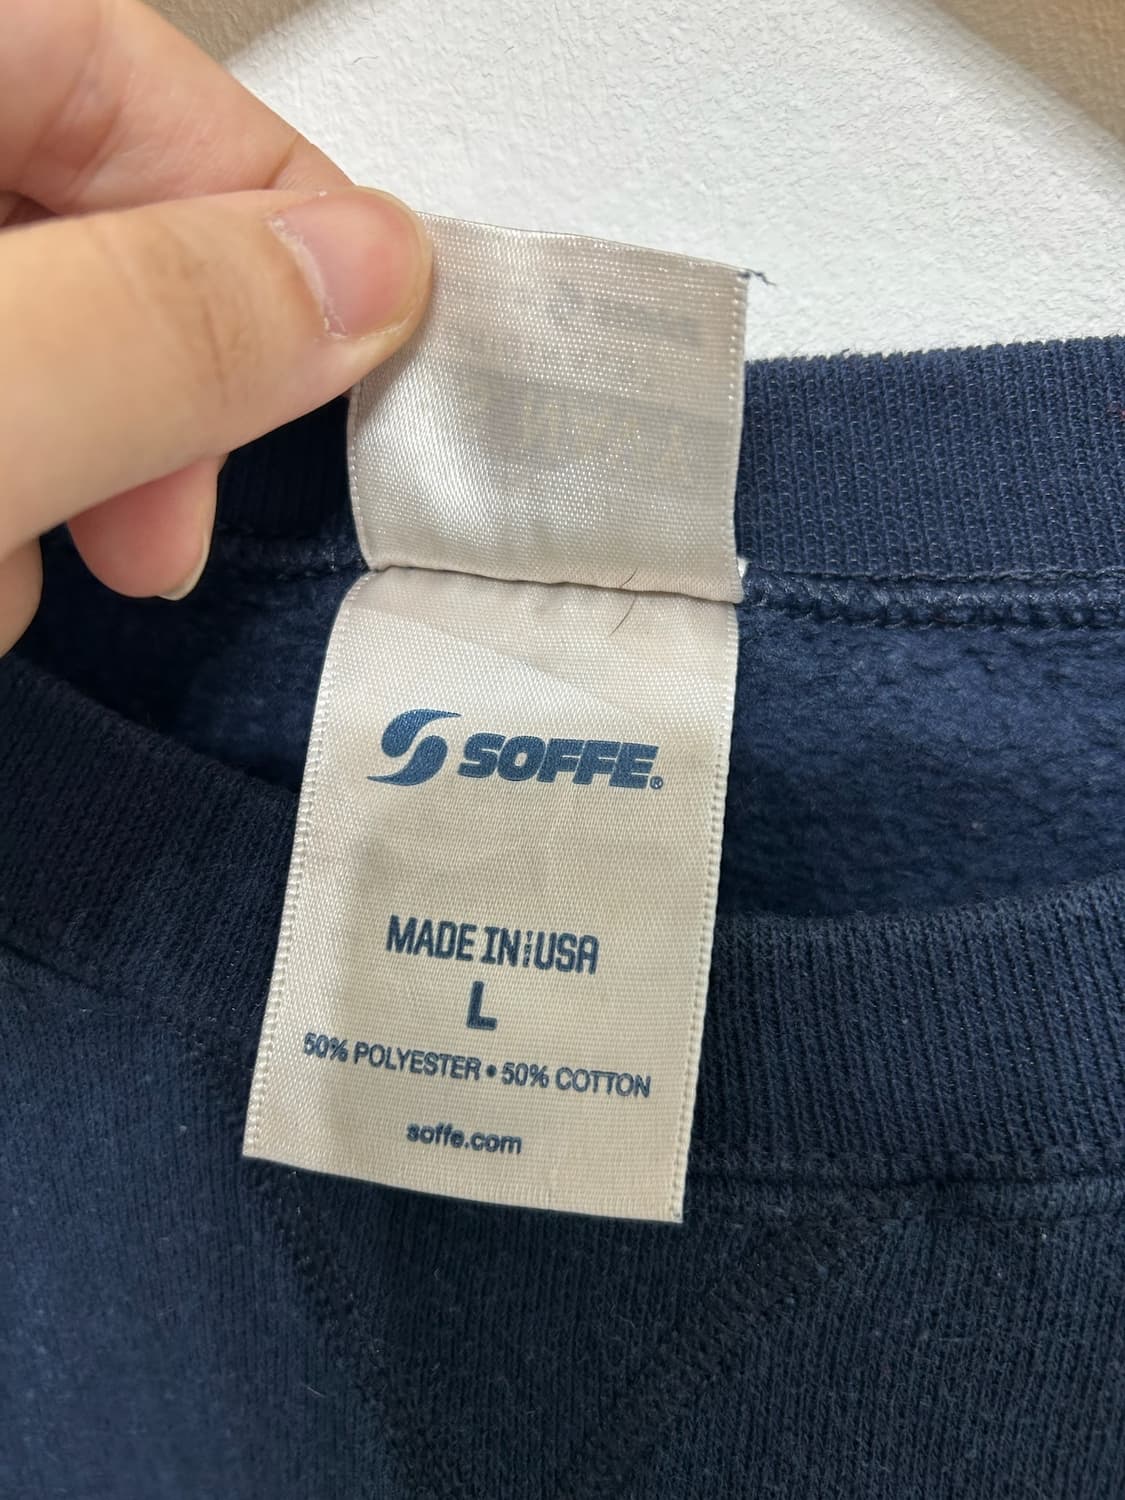 SOFFE®
MADE IN USA
L
50% POLYESTER • 50% COTTON
soffe.com